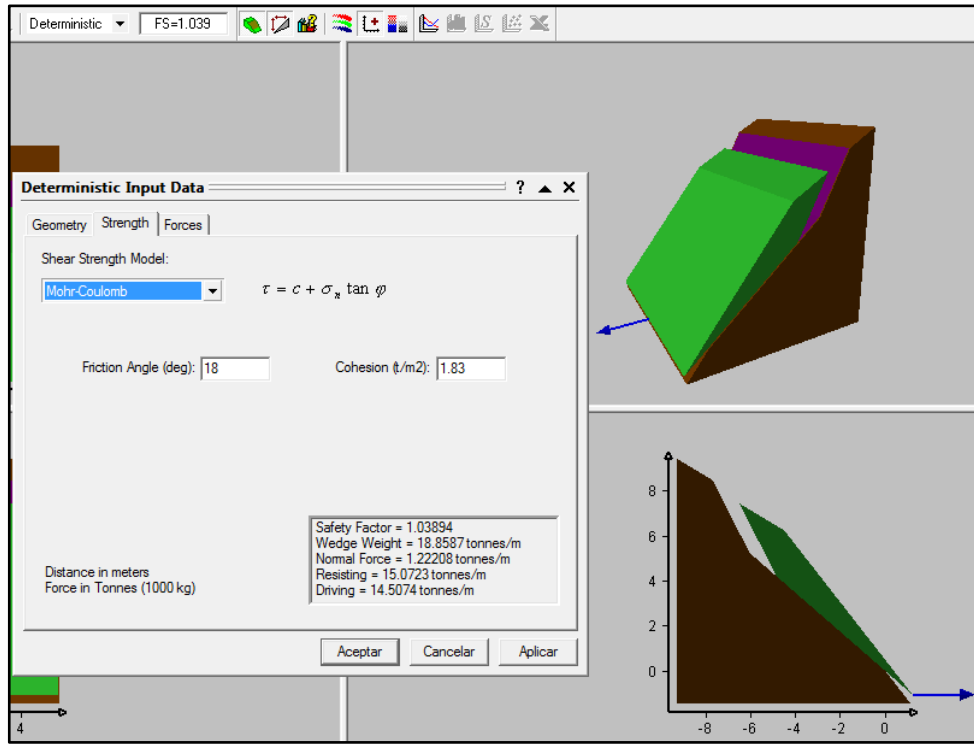 Deterministic FS=1.039
Deterministic Input Data ? 
Geometry Strength Forces
Shear Strength Model:
Mohr-Coulomb τ = c + σn tan φ
Friction Angle (deg): 18 Cohesion (t/m2): 1.83
Safety Factor = 1.03894
Wedge Weight = 18.8587 tonnes/m
Normal Force = 1.22208 tonnes/m
Resisting = 15.0723 tonnes/m
Driving = 14.5074 tonnes/m
Distance in meters
Force in Tonnes (1000 kg)
Aceptar Cancelar Aplicar
4
8
6
4
2
0
-8 -6 -4 -2 0